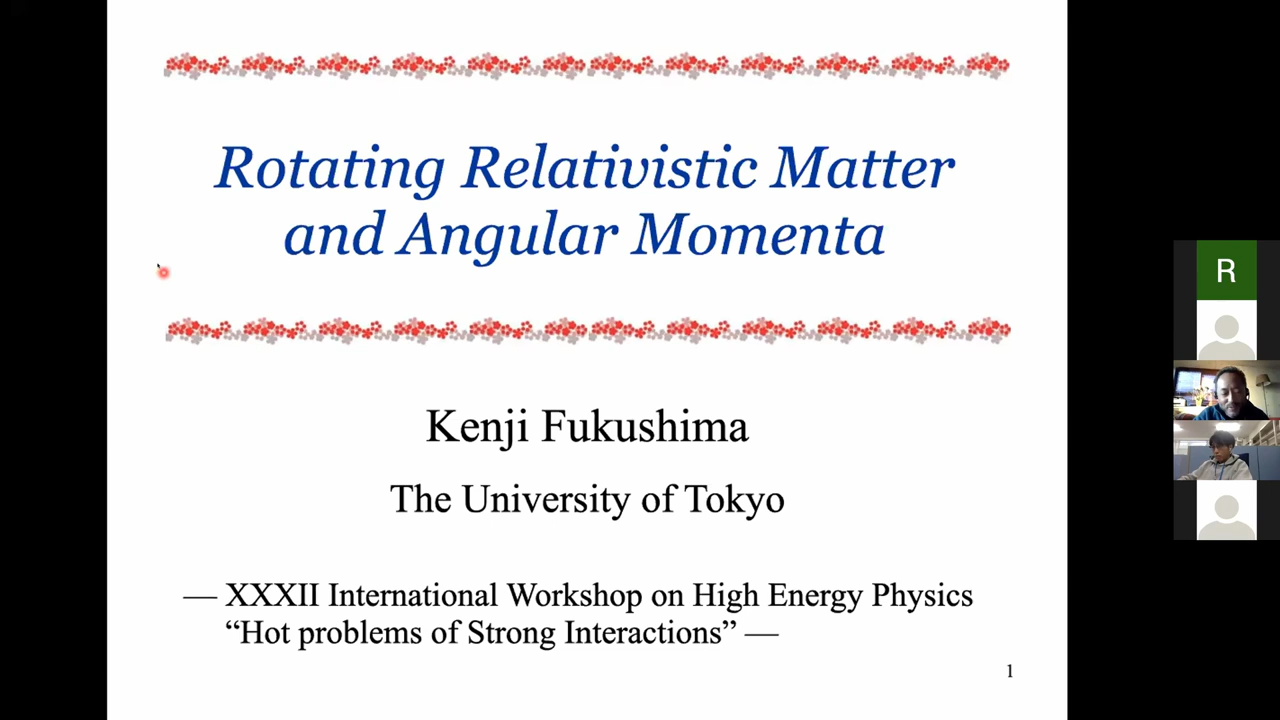 Rotating Relativistic Matter
and Angular Momenta
R
Kenji Fukushima
The University of Tokyo
— XXXII International Workshop on High Energy Physics
“Hot problems of Strong Interactions” —
1